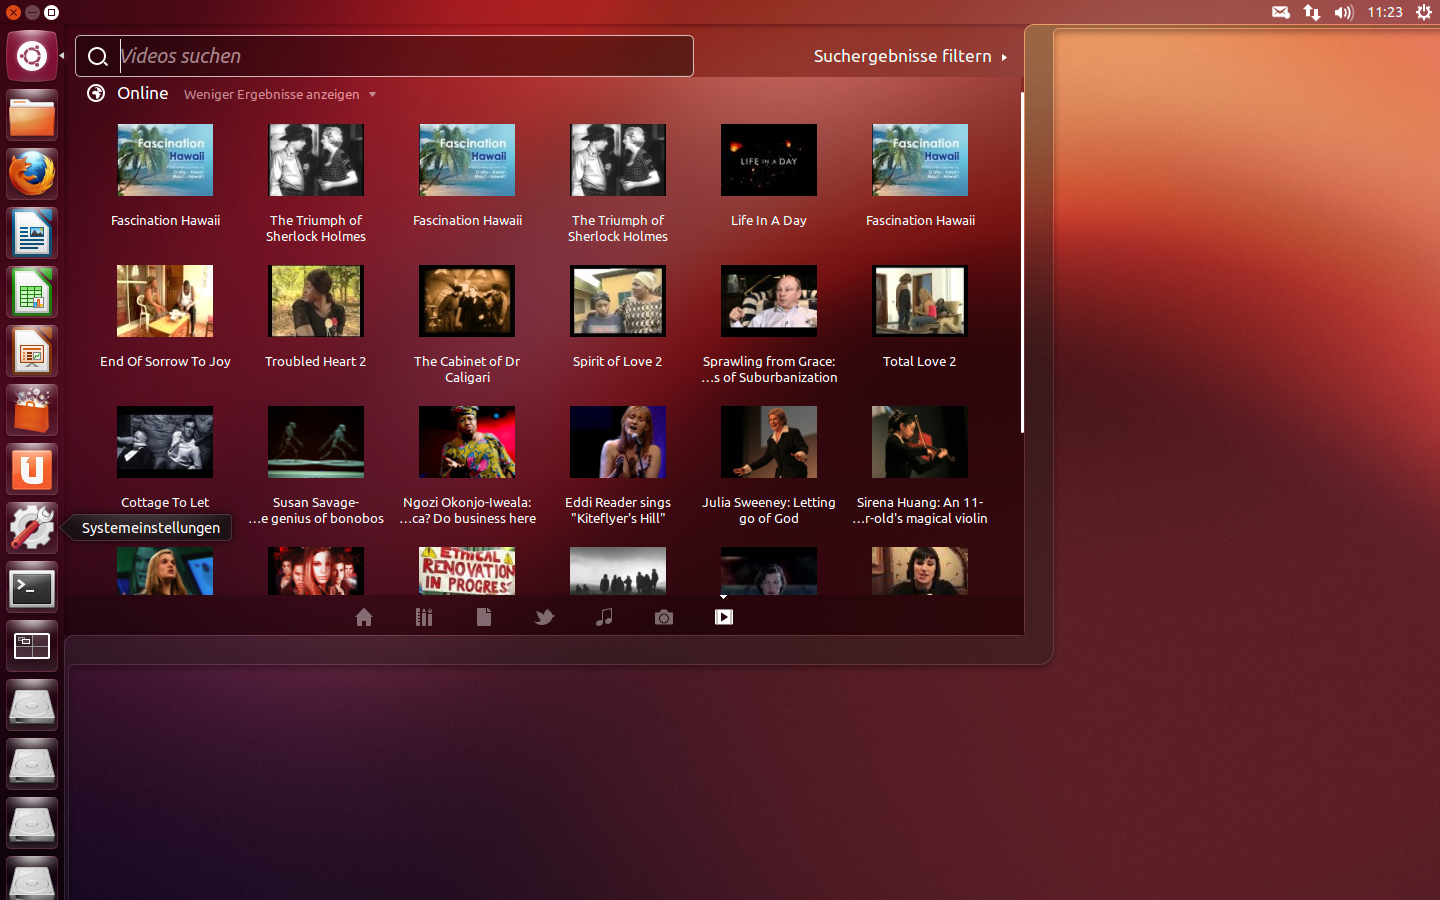 11:23
Videos suchen
Suchergebnisse filtern
Online
Weniger Ergebnisse anzeigen
Fascination
Hawaii
Fascination
Hawaii
LIFE IN A DAY
Fascination
Hawaii
Fascination Hawaii
The Triumph of
Sherlock Holmes
Fascination Hawaii
The Triumph of
Sherlock Holmes
Life In A Day
Fascination Hawaii
End Of Sorrow To Joy
Troubled Heart 2
The Cabinet of Dr
Caligari
Spirit of Love 2
Sprawling from Grace:
...s of Suburbanization
Total Love 2
Cottage To Let
Susan Savage-
...e genius of bonobos
Ngozi Okonjo-Iweala:
...ca? Do business here
Eddi Reader sings
"Kiteflyer's Hill"
Julia Sweeney: Letting
go of God
Sirena Huang: An 11-
...r-old's magical violin
Systemeinstellungen
ETHICAL
RENOVATION
IN PROGRESS